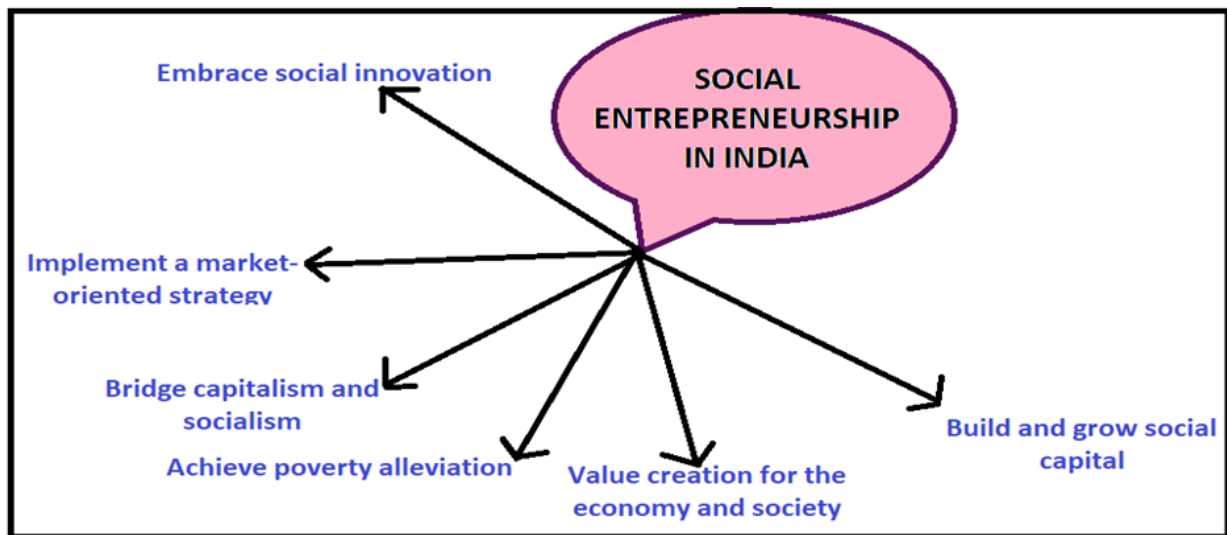 SOCIAL
ENTREPRENEURSHIP
IN INDIA
Embrace social innovation
Implement a market-
oriented strategy
Bridge capitalism and
socialism
Achieve poverty alleviation
Value creation for the
economy and society
Build and grow social
capital